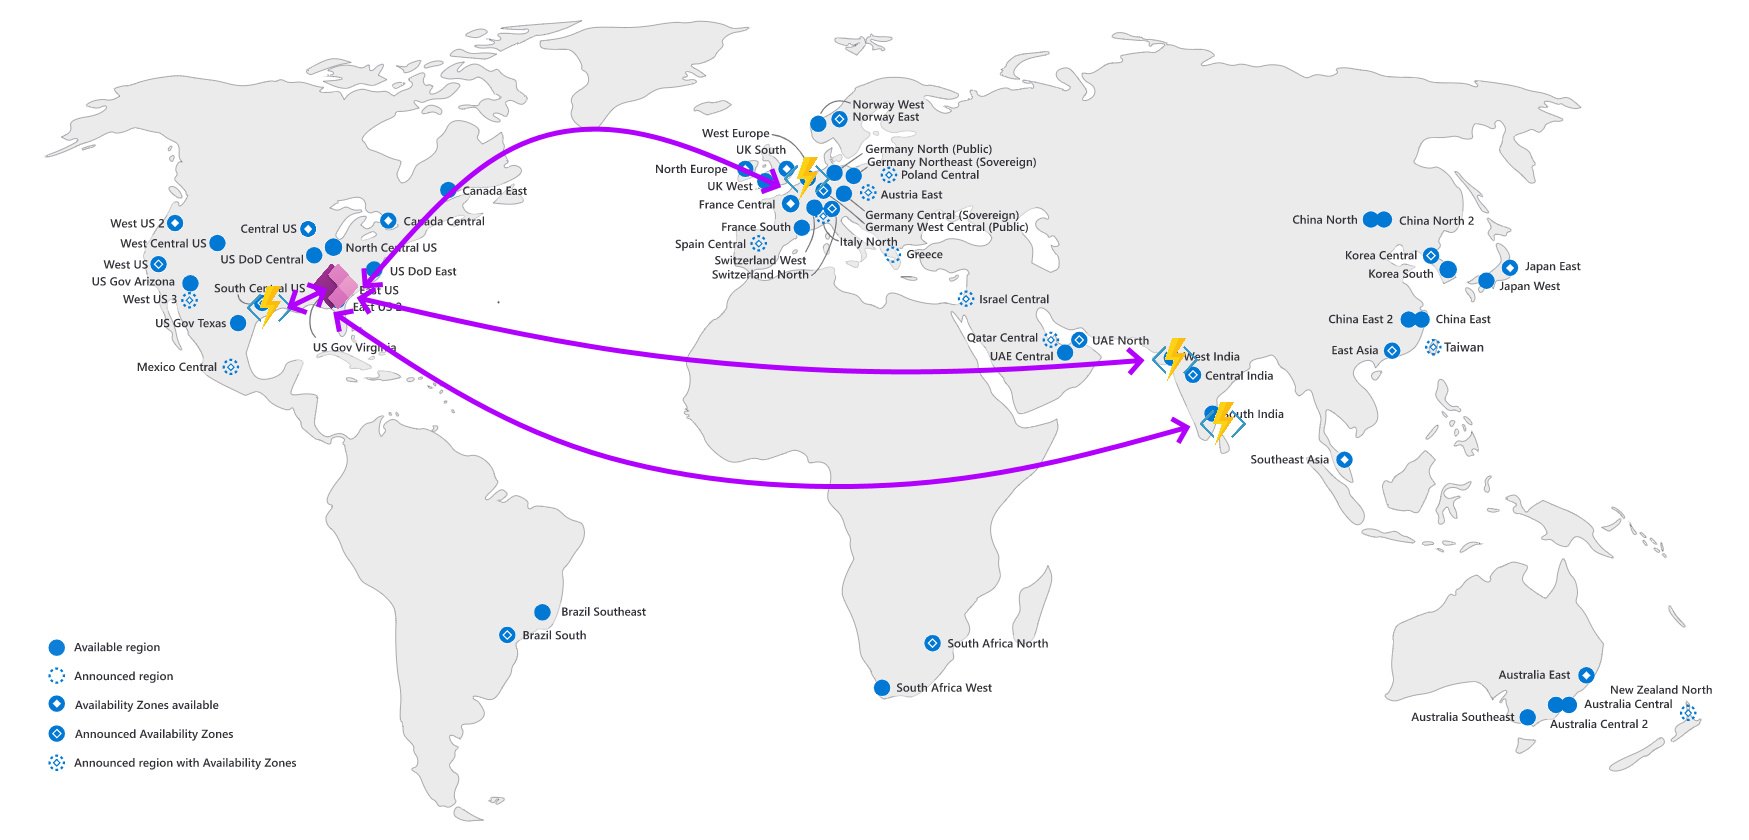 Norway West
Norway East
West Europe
UK South
Germany North (Public)
Germany Northeast (Sovereign)
North Europe
Poland Central
UK West
Canada East
Austria East
France Central
West US 2
Canada Central
Central US
Germany Central (Sovereign)
Germany West Central (Public)
France South
China North
China North 2
West Central US
North Central US
Spain Central
Italy North
US DoD Central
Switzerland West
Greece
Korea Central
West US
US DoD East
Switzerland North
Korea South
Japan East
US Gov Arizona
South Central US
East US
Japan West
West US 3
East US 2
Israel Central
US Gov Texas
China East 2
China East
US Gov Virginia
Qatar Central
UAE North
UAE Central
West India
East Asia
Taiwan
Mexico Central
Central India
South India
Southeast Asia
Brazil Southeast
Brazil South
South Africa North
South Africa West
Available region
Announced region
Availability Zones available
Announced Availability Zones
Announced region with Availability Zones
Australia East
New Zealand North
Australia Central
Australia Southeast
Australia Central 2